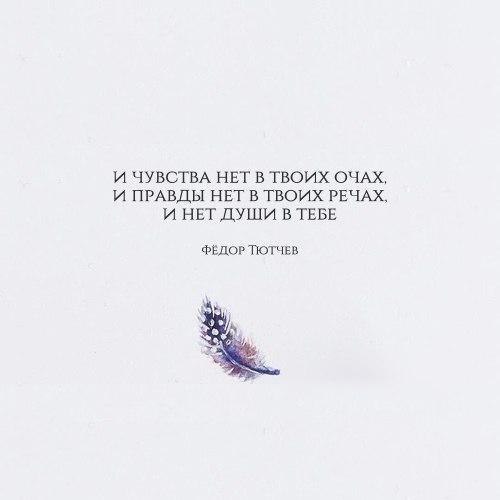 И ЧУВСТВА НЕТ В ТВОИХ ОЧАХ,
И ПРАВДЫ НЕТ В ТВОИХ РЕЧАХ,
И НЕТ ДУШИ В ТЕБЕ
ФЁДОР ТЮТЧЕВ